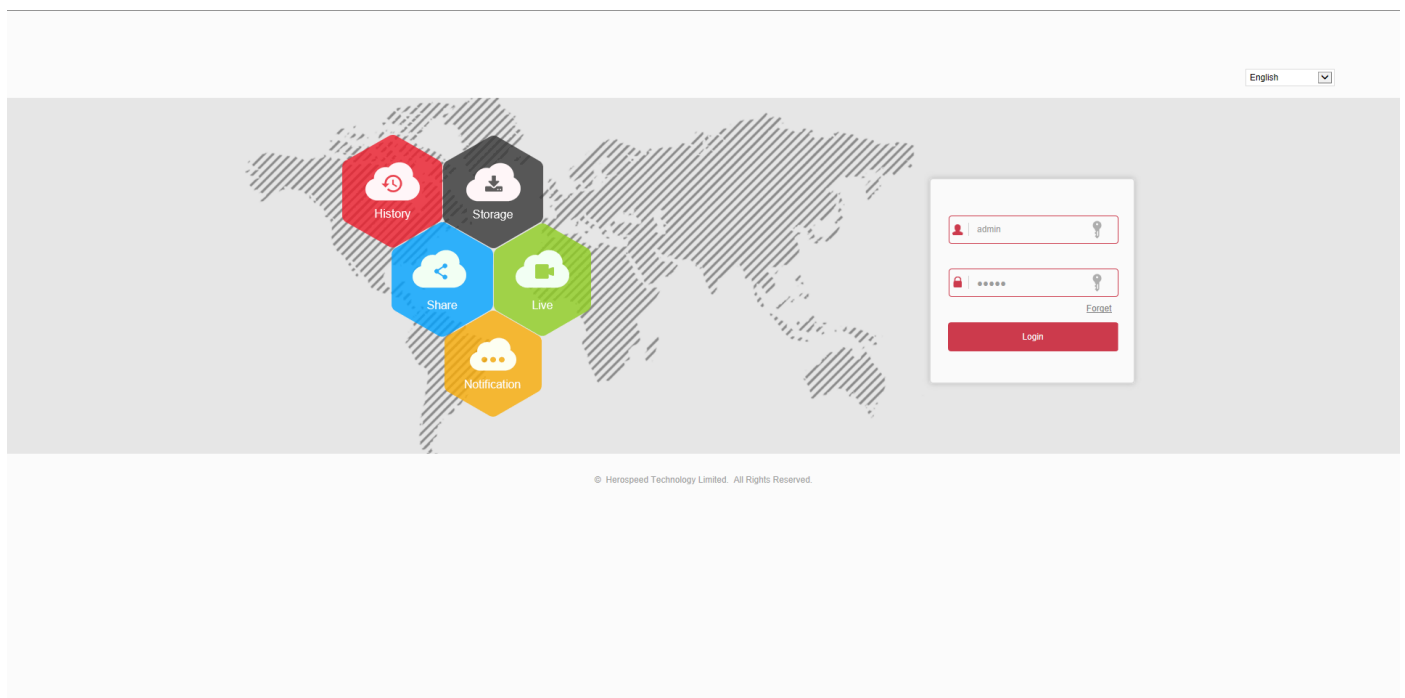 English
History
Storage
Share
Live
Notification
admin
●●●●●
Forget
Login
© Herospeed Technology Limited. All Rights Reserved.